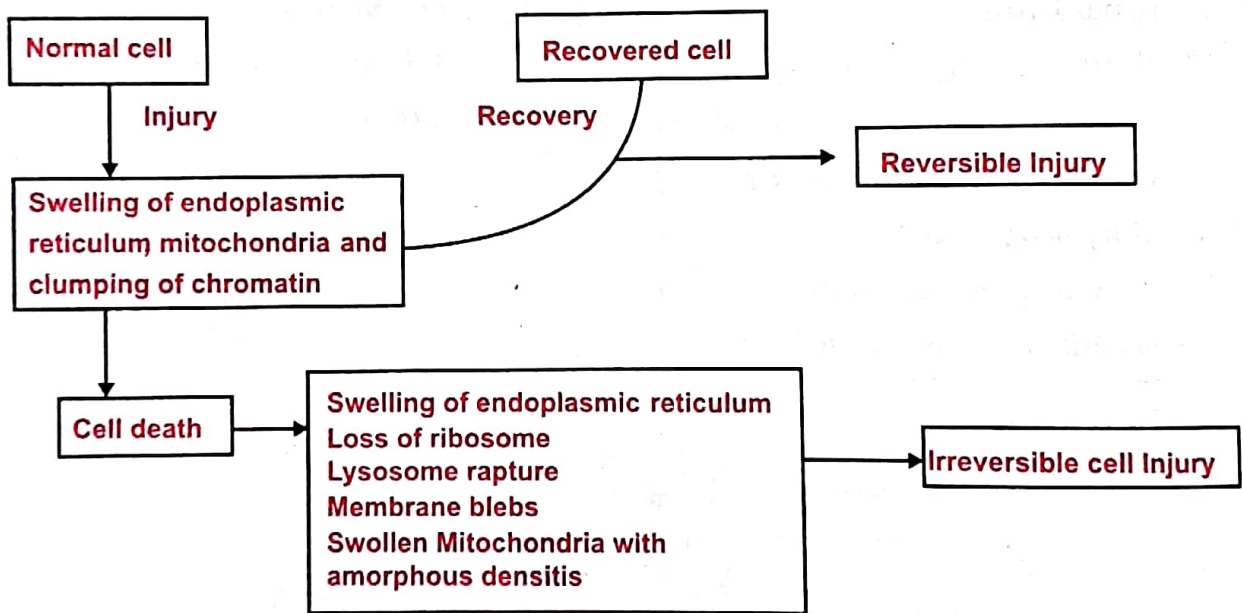 Normal cell
Recovered cell
Injury
Recovery
Reversible Injury
Swelling of endoplasmic
reticulum, mitochondria and
clumping of chromatin
Cell death
Swelling of endoplasmic reticulum
Loss of ribosome
Lysosome rapture
Membrane blebs
Swollen Mitochondria with
amorphous densitis
Irreversible cell Injury